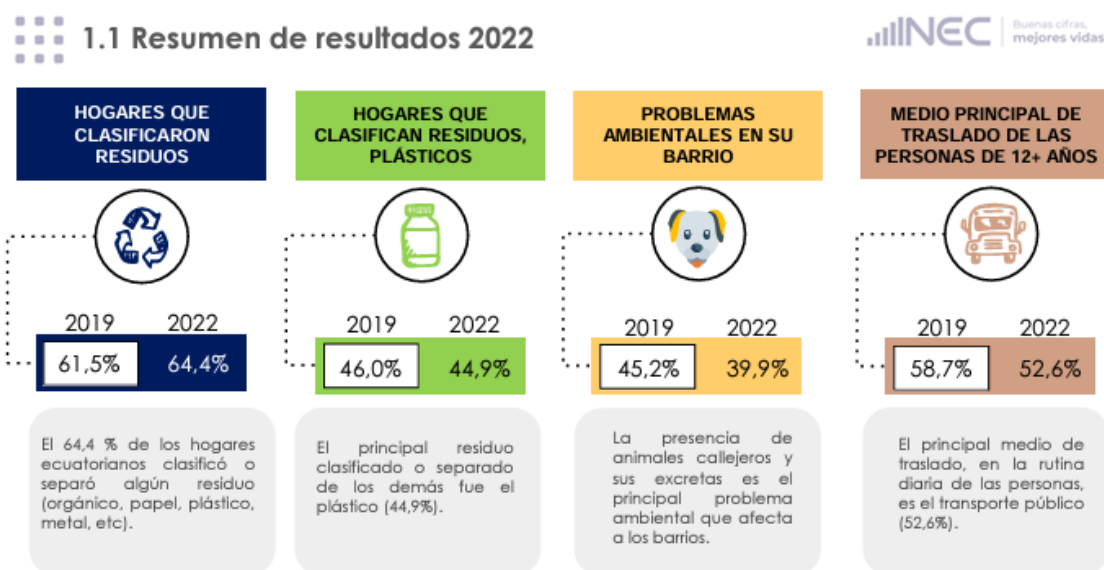 1.1 Resumen de resultados 2022
INEC
Buenas cifras,
mejores vidas
HOGARES QUE
CLASIFICARON
RESIDUOS
2019 2022
61,5% 64,4%
El 64,4 % de los hogares
ecuatorianos clasificó o
separó algún residuo
(orgánico, papel, plástico,
metal, etc).
HOGARES QUE
CLASIFICAN RESIDUOS,
PLÁSTICOS
2019 2022
46,0% 44,9%
El principal residuo
clasificado o separado
de los demás fue el
plástico (44,9%).
PROBLEMAS
AMBIENTALES EN SU
BARRIO
2019 2022
45,2% 39,9%
La presencia de
animales callejeros y
sus excretas es el
principal problema
ambiental que afecta
a los barrios.
MEDIO PRINCIPAL DE
TRASLADO DE LAS
PERSONAS DE 12+ AÑOS
2019 2022
58,7% 52,6%
El principal medio de
traslado, en la rutina
diaria de las personas,
es el transporte público
(52,6%).